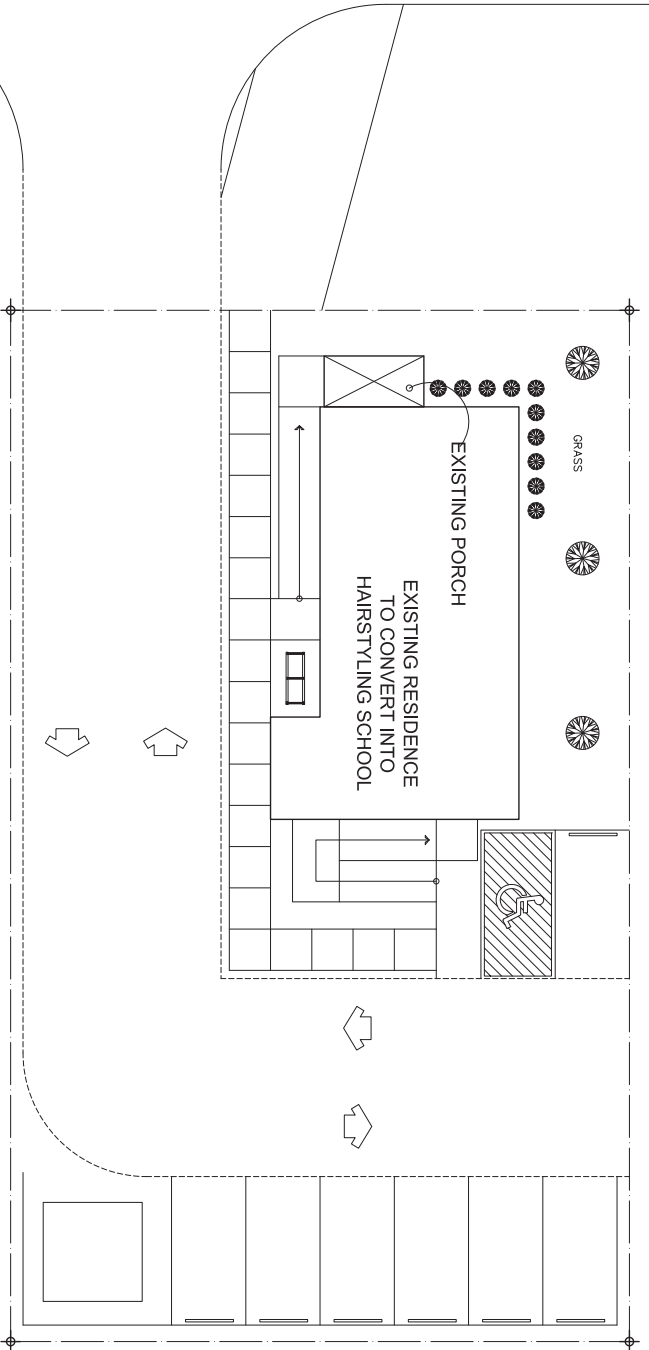 GRASS
EXISTING PORCH
EXISTING RESIDENCE
TO CONVERT INTO
HAIRSTYLING SCHOOL